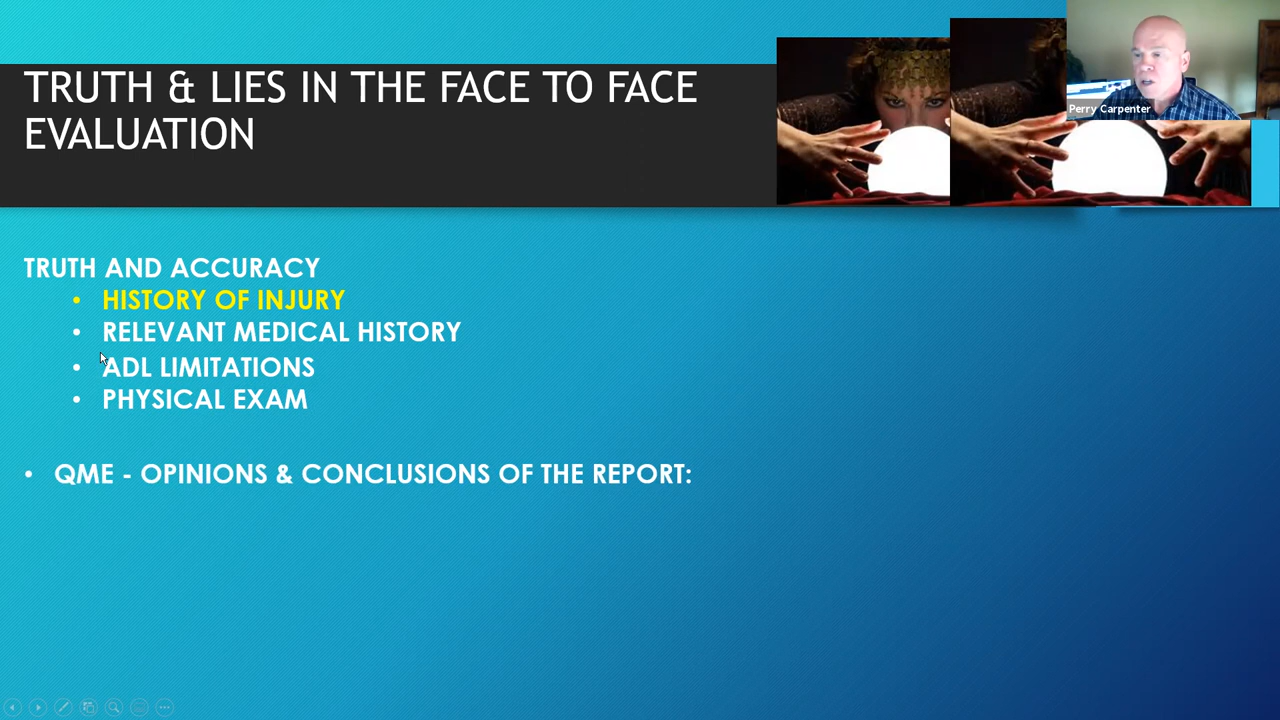 TRUTH & LIES IN THE FACE TO FACE
EVALUATION
Perry Carpenter
TRUTH AND ACCURACY
• HISTORY OF INJURY
• RELEVANT MEDICAL HISTORY
• ADL LIMITATIONS
• PHYSICAL EXAM
• QME - OPINIONS & CONCLUSIONS OF THE REPORT: